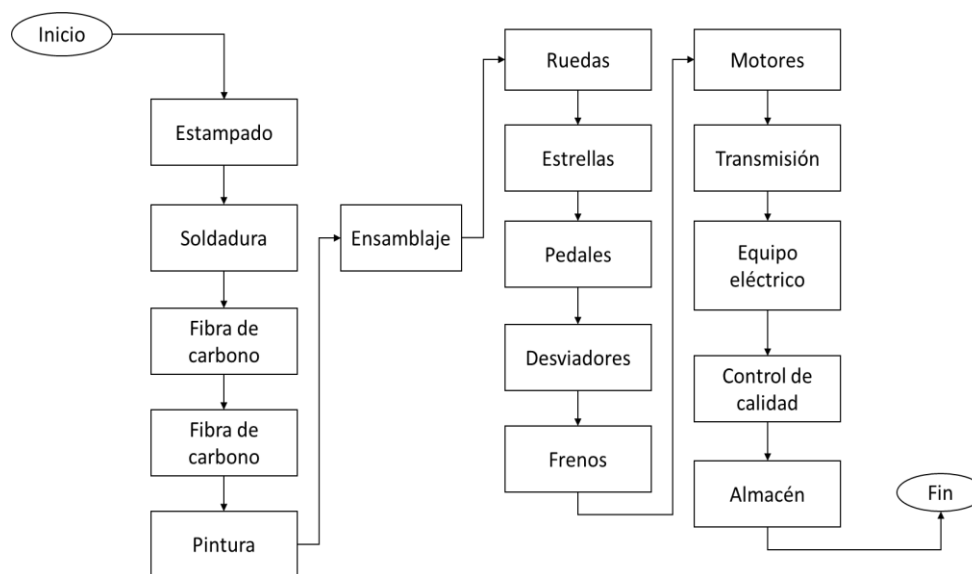 Inicio
Estampado
Soldadura
Fibra de
carbono
Fibra de
carbono
Pintura
Ensamblaje
Ruedas
Estrellas
Pedales
Desviadores
Frenos
Motores
Transmisión
Equipo
eléctrico
Control de
calidad
Almacén
Fin